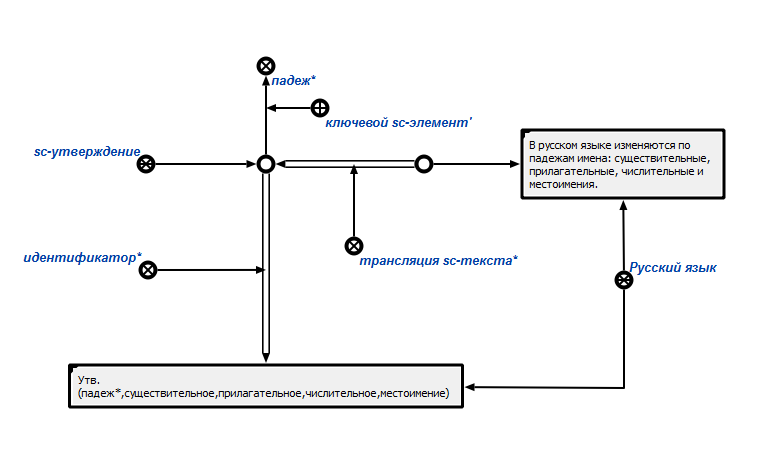 падеж*
ключевой sc-элемент'
sc-утверждение
В русском языке изменяются по
падежам имена: существительные,
прилагательные, числительные и
местоимения.
идентификатор*
трансляция sc-текста*
Русский язык
Утв.
(падеж*,существительное,прилагательное,числительное,местоимение)